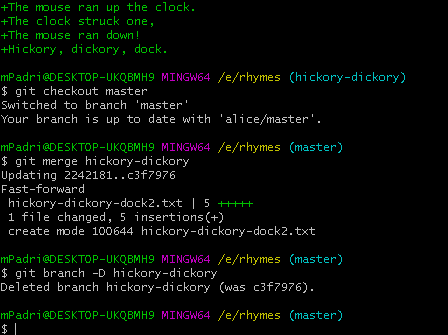 +The mouse ran up the clock.
+The clock struck one,
+The mouse ran down!
+Hickory, dickory, dock.
mPadri@DESKTOP-UKQBMH9 MINGW64 /e/rhymes (hickory-dickory)
$ git checkout master
Switched to branch 'master'
Your branch is up to date with 'alice/master'.
mPadri@DESKTOP-UKQBMH9 MINGW64 /e/rhymes (master)
$ git merge hickory-dickory
Updating 2242181..c3f7976
Fast-forward
hickory-dickory-dock2.txt | 5 +++++
1 file changed, 5 insertions(+)
create mode 100644 hickory-dickory-dock2.txt
mPadri@DESKTOP-UKQBMH9 MINGW64 /e/rhymes (master)
$ git branch -D hickory-dickory
Deleted branch hickory-dickory (was c3f7976).
mPadri@DESKTOP-UKQBMH9 MINGW64 /e/rhymes (master)
$